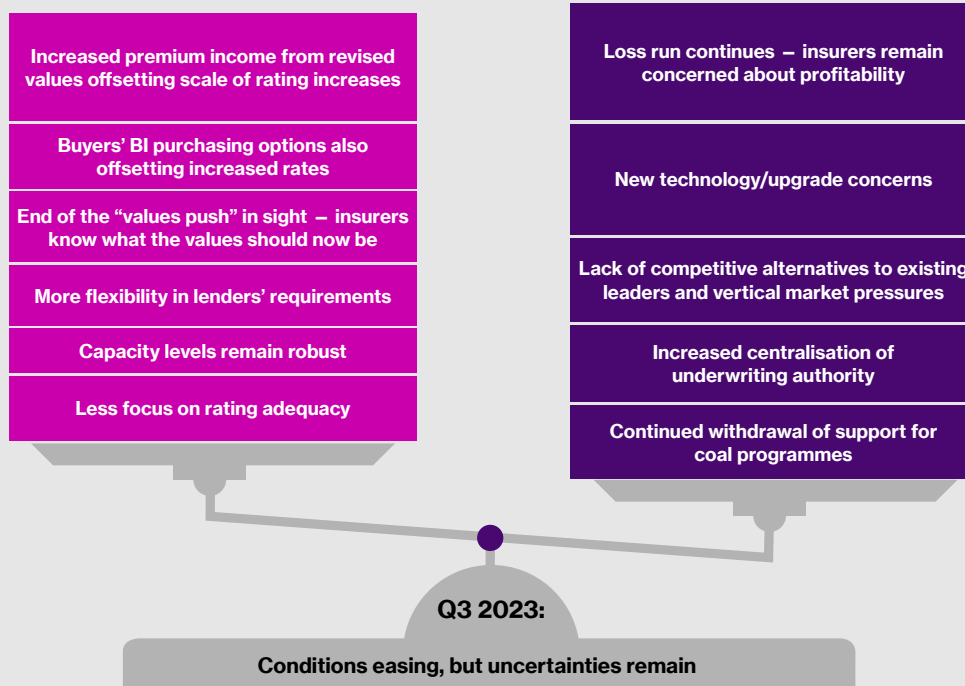 Increased premium income from revised
values offsetting scale of rating increases
Buyers’ BI purchasing options also
offsetting increased rates
End of the “values push” in sight – insurers
know what the values should now be
More flexibility in lenders’ requirements
Capacity levels remain robust
Less focus on rating adequacy
Loss run continues – insurers remain
concerned about profitability
New technology/upgrade concerns
Lack of competitive alternatives to existing
leaders and vertical market pressures
Increased centralisation of
underwriting authority
Continued withdrawal of support for
coal programmes
Q3 2023:
Conditions easing, but uncertainties remain